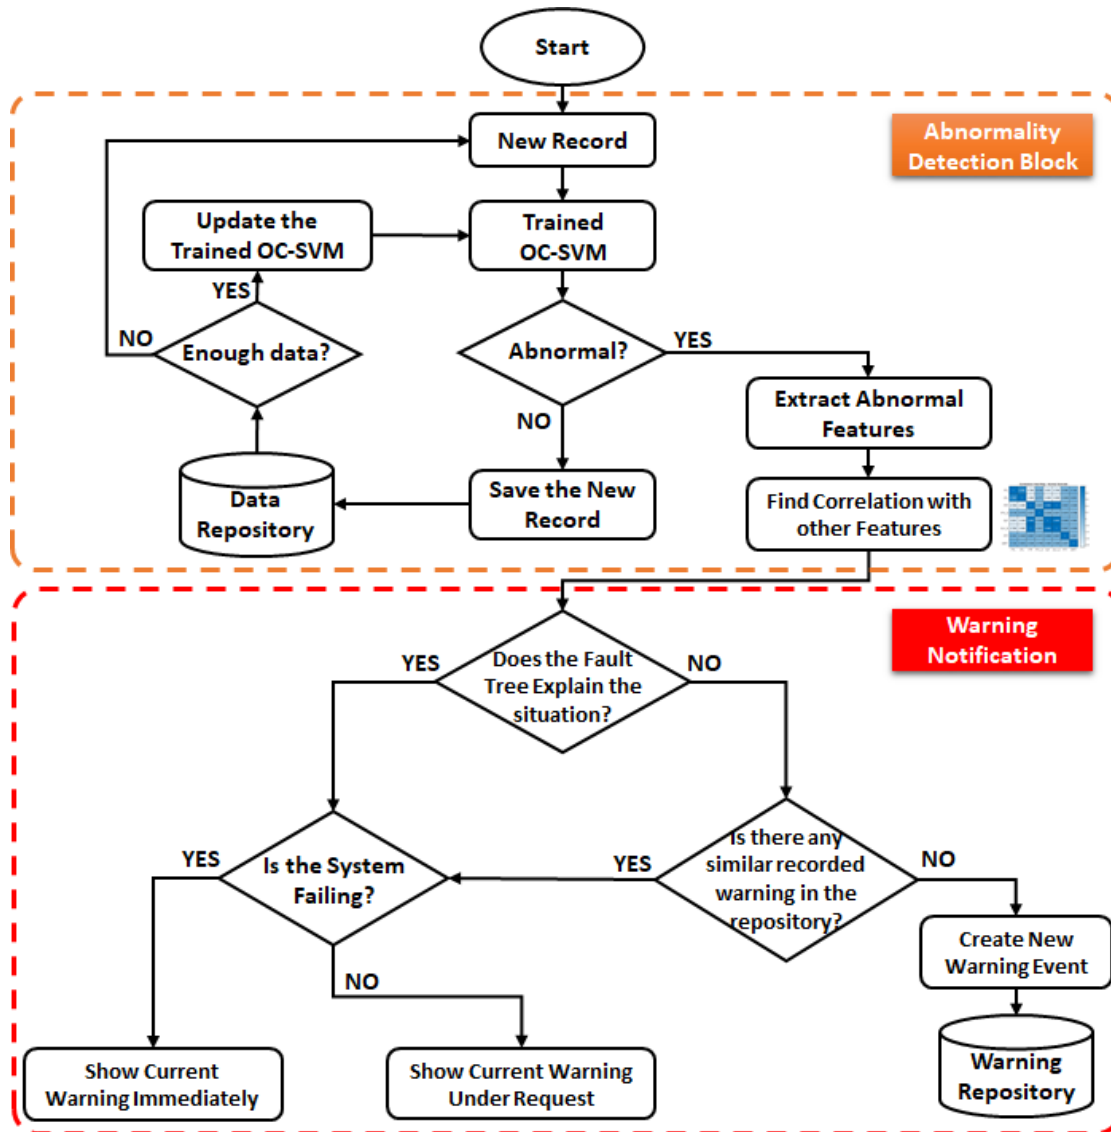 Start
New Record
Abnormality
Detection Block
Update the
Trained OC-SVM
Trained
OC-SVM
YES
NO
Enough data?
Abnormal?
YES
Extract Abnormal
Features
NO
Data
Repository
Save the New
Record
Find Correlation with
other Features
Warning
Notification
YES
Does the Fault
Tree Explain the
situation?
NO
YES
Is the System
Failing?
YES
Is there any
similar recorded
warning in the
repository?
NO
Create New
Warning Event
NO
Show Current
Warning Immediately
Show Current Warning
Under Request
Warning
Repository